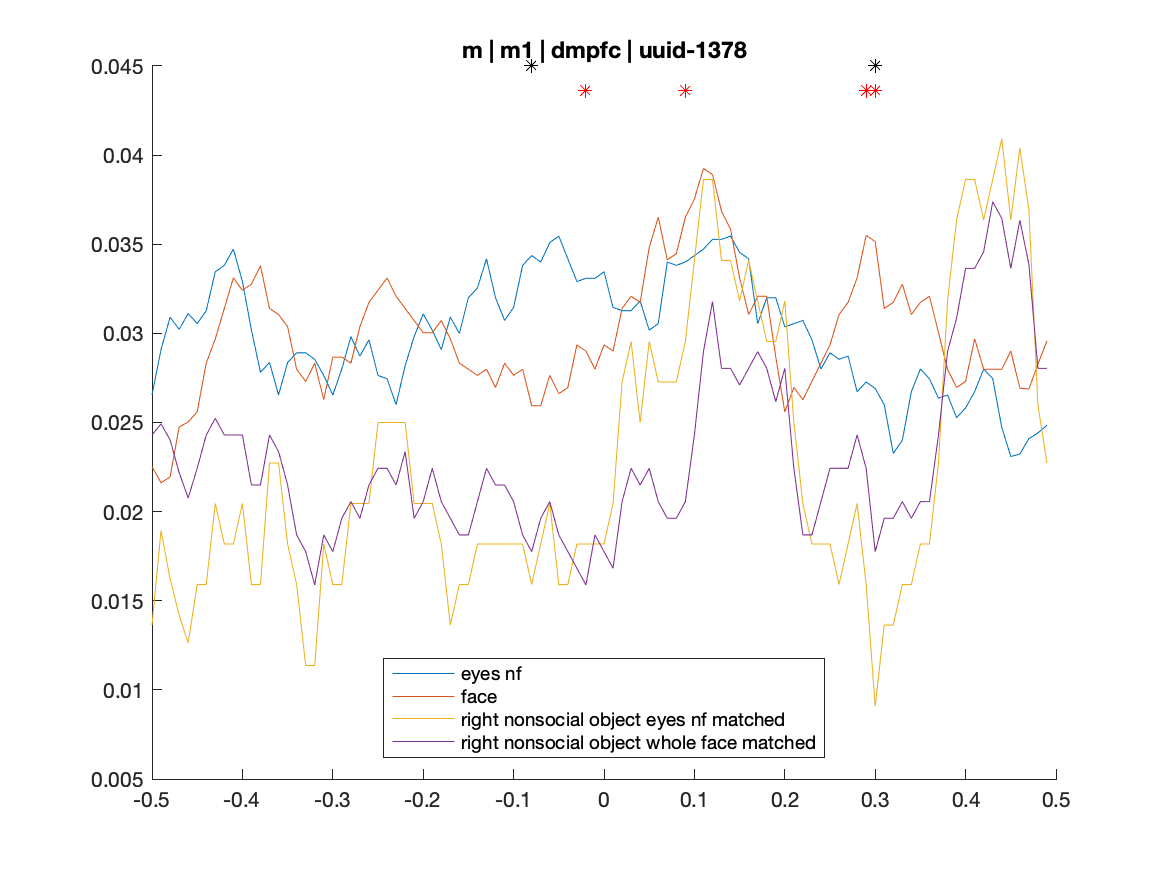 m | m1 | dmpfc | uuid-1378
0.045
0.04
0.035
0.03
0.025
0.02
0.015
0.01
0.005
eyes nf
face
right nonsocial object eyes nf matched
right nonsocial object whole face matched
-0.5 -0.4 -0.3 -0.2 -0.1 0 0.1 0.2 0.3 0.4 0.5